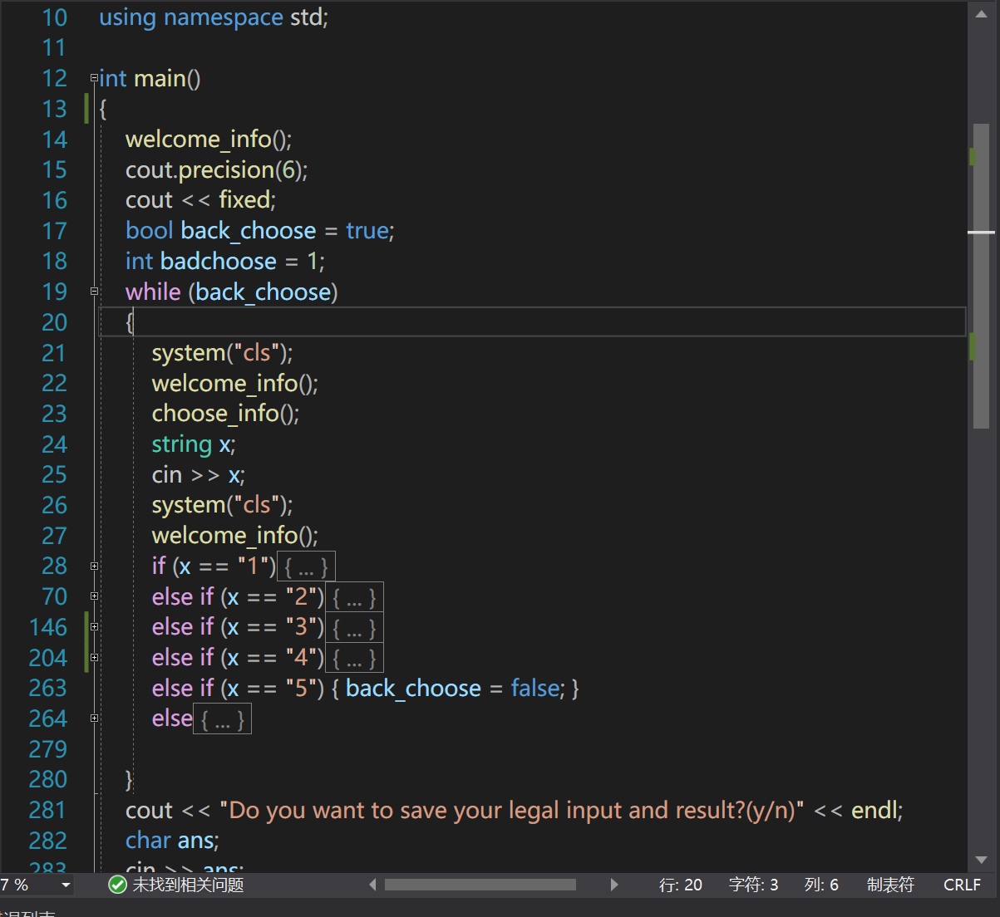 10 using namespace std;
11
12 int main()
13 {
14 welcome_info();
15 cout.precision(6);
16 cout << fixed;
17 bool back_choose = true;
18 int badchoose = 1;
19 while (back_choose)
20 {
21 system("cls");
22 welcome_info();
23 choose_info();
24 string x;
25 cin >> x;
26 system("cls");
27 welcome_info();
28 if (x == "1"){ ... }
70 else if (x == "2"){ ... }
146 else if (x == "3"){ ... }
204 else if (x == "4"){ ... }
263 else if (x == "5") { back_choose = false; }
264 else{ ... }
279
280 }
281 cout << "Do you want to save your legal input and result?(y/n)" << endl;
282 char ans;
283 cin >> ans;
7 % 未找到相关问题 行: 20 字符: 3 列: 6 制表符 CRLF